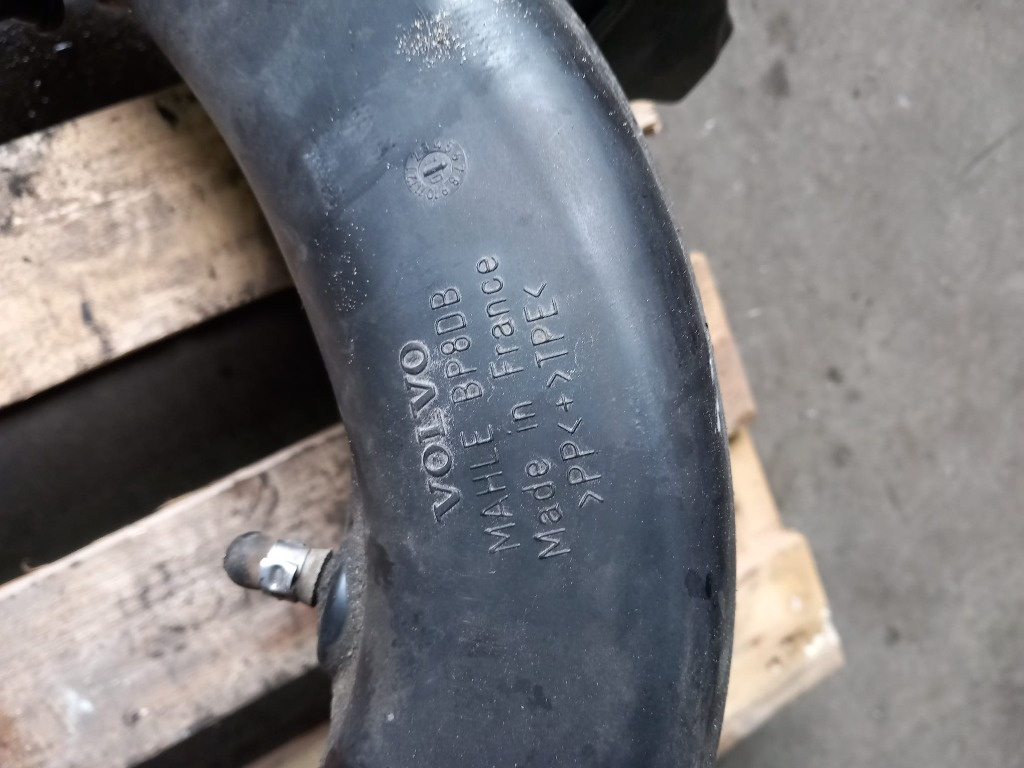 VOLVO
MAHLE BP8DB
Made in France
>PP<+>TPE<